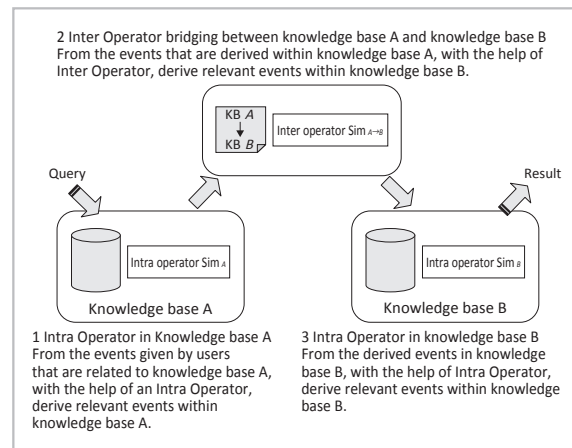 2 Inter Operator bridging between knowledge base A and knowledge base B
From the events that are derived within knowledge base A, with the help of
Inter Operator, derive relevant events within knowledge base B.
KB A
KB B
Inter operator Sim A→B
Query
Result
Intra operator Sim A
Intra operator Sim B
Knowledge base A
Knowledge base B
1 Intra Operator in Knowledge base A
From the events given by users
that are related to knowledge base A,
with the help of an Intra Operator,
derive relevant events within
knowledge base A.
3 Intra Operator in knowledge base B
From the derived events in knowledge
base B, with the help of Intra Operator,
derive relevant events within knowledge
base B.